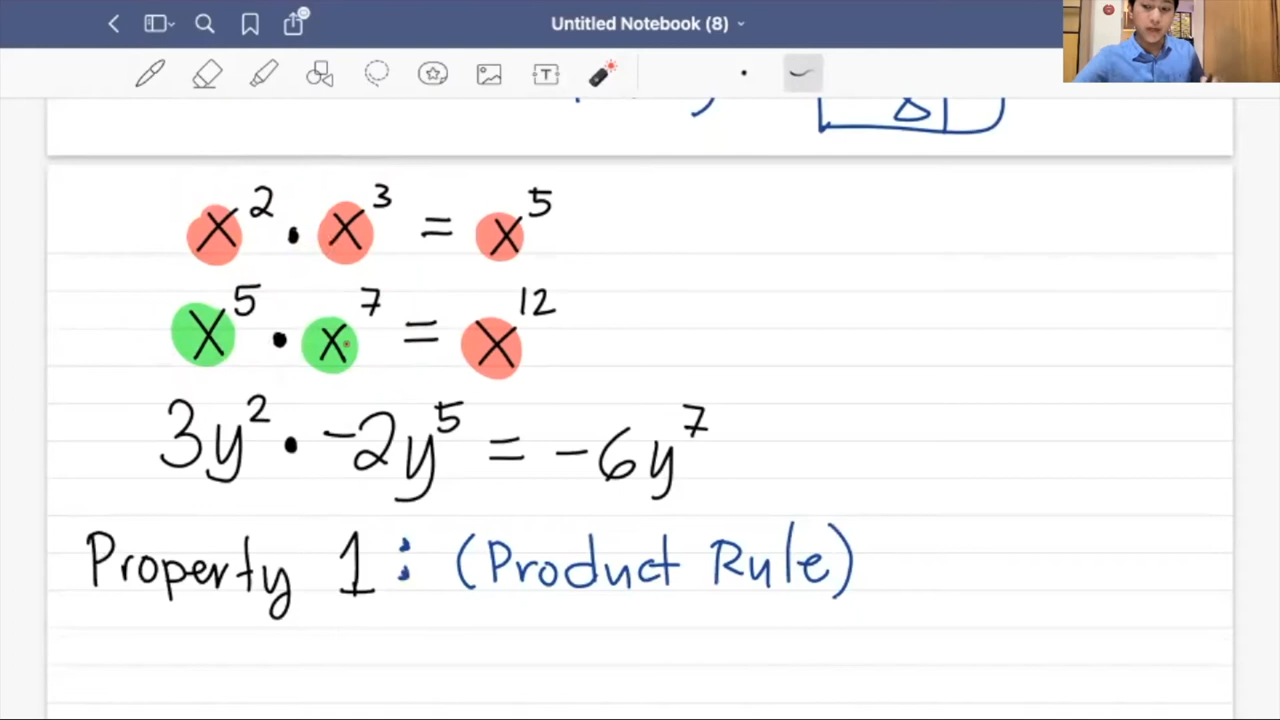 Untitled Notebook (8)
x² · x³ = x⁵
x⁵ · x⁷ = x¹²
3y² · -2y⁵ = -6y⁷
Property 1: (Product Rule)